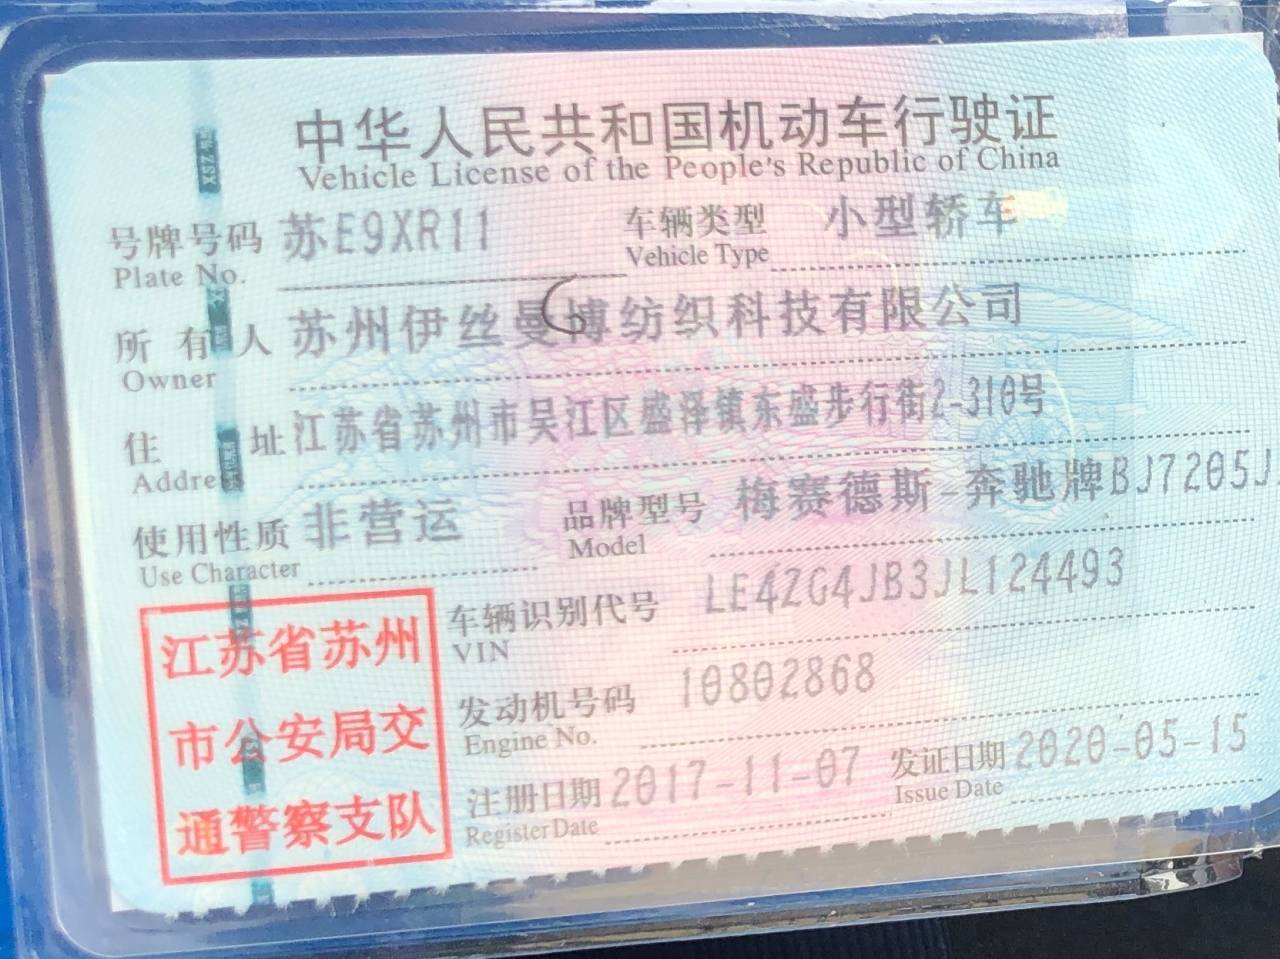 中华人民共和国机动车行驶证
Vehicle License of the People's Republic of China
号牌号码 苏E9XR11 车辆类型 小型轿车
Plate No. Vehicle Type
所有人 苏州伊丝曼博纺织科技有限公司
Owner
住址 江苏省苏州市吴江区盛泽镇东盛步行街2-310号
Address
使用性质 非营运 品牌型号 梅赛德斯-奔驰牌BJ7205J
Use Character Model
车辆识别代号 LE4ZG4JB3JL124493
VIN
发动机号码 10802868
Engine No.
注册日期 2017-11-07 发证日期 2020-05-15
Register Date Issue Date
江苏省苏州
市公安局交
通警察支队